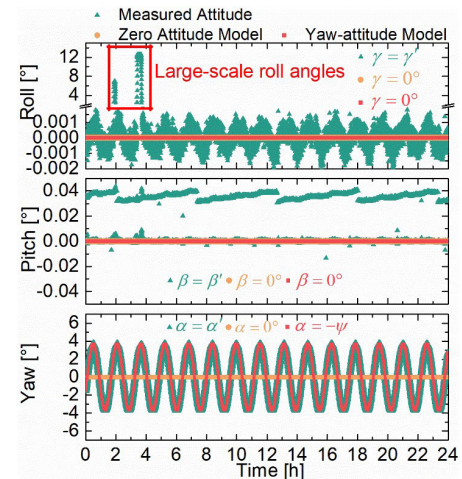 Measured Attitude
Zero Attitude Model Yaw-attitude Model
Roll [°]
12
8
4
0.001
0.000
-0.001
-0.002
Large-scale roll angles
γ = γ'
γ = 0°
γ = 0°
Pitch [°]
0.04
0.02
0.00
-0.02
-0.04
β = β' β = 0° β = 0°
Yaw [°]
6
4
2
0
-2
-4
-6
α = α' α = 0° α = -ψ
0 2 4 6 8 10 12 14 16 18 20 22 24
Time [h]